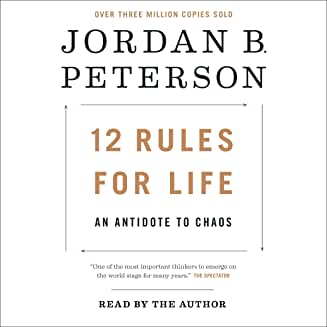 OVER THREE MILLION COPIES SOLD
JORDAN B.
PETERSON
12 RULES
FOR LIFE
AN ANTIDOTE TO CHAOS
"One of the most important thinkers to emerge on
the world stage for many years." THE SPECTATOR
READ BY THE AUTHOR